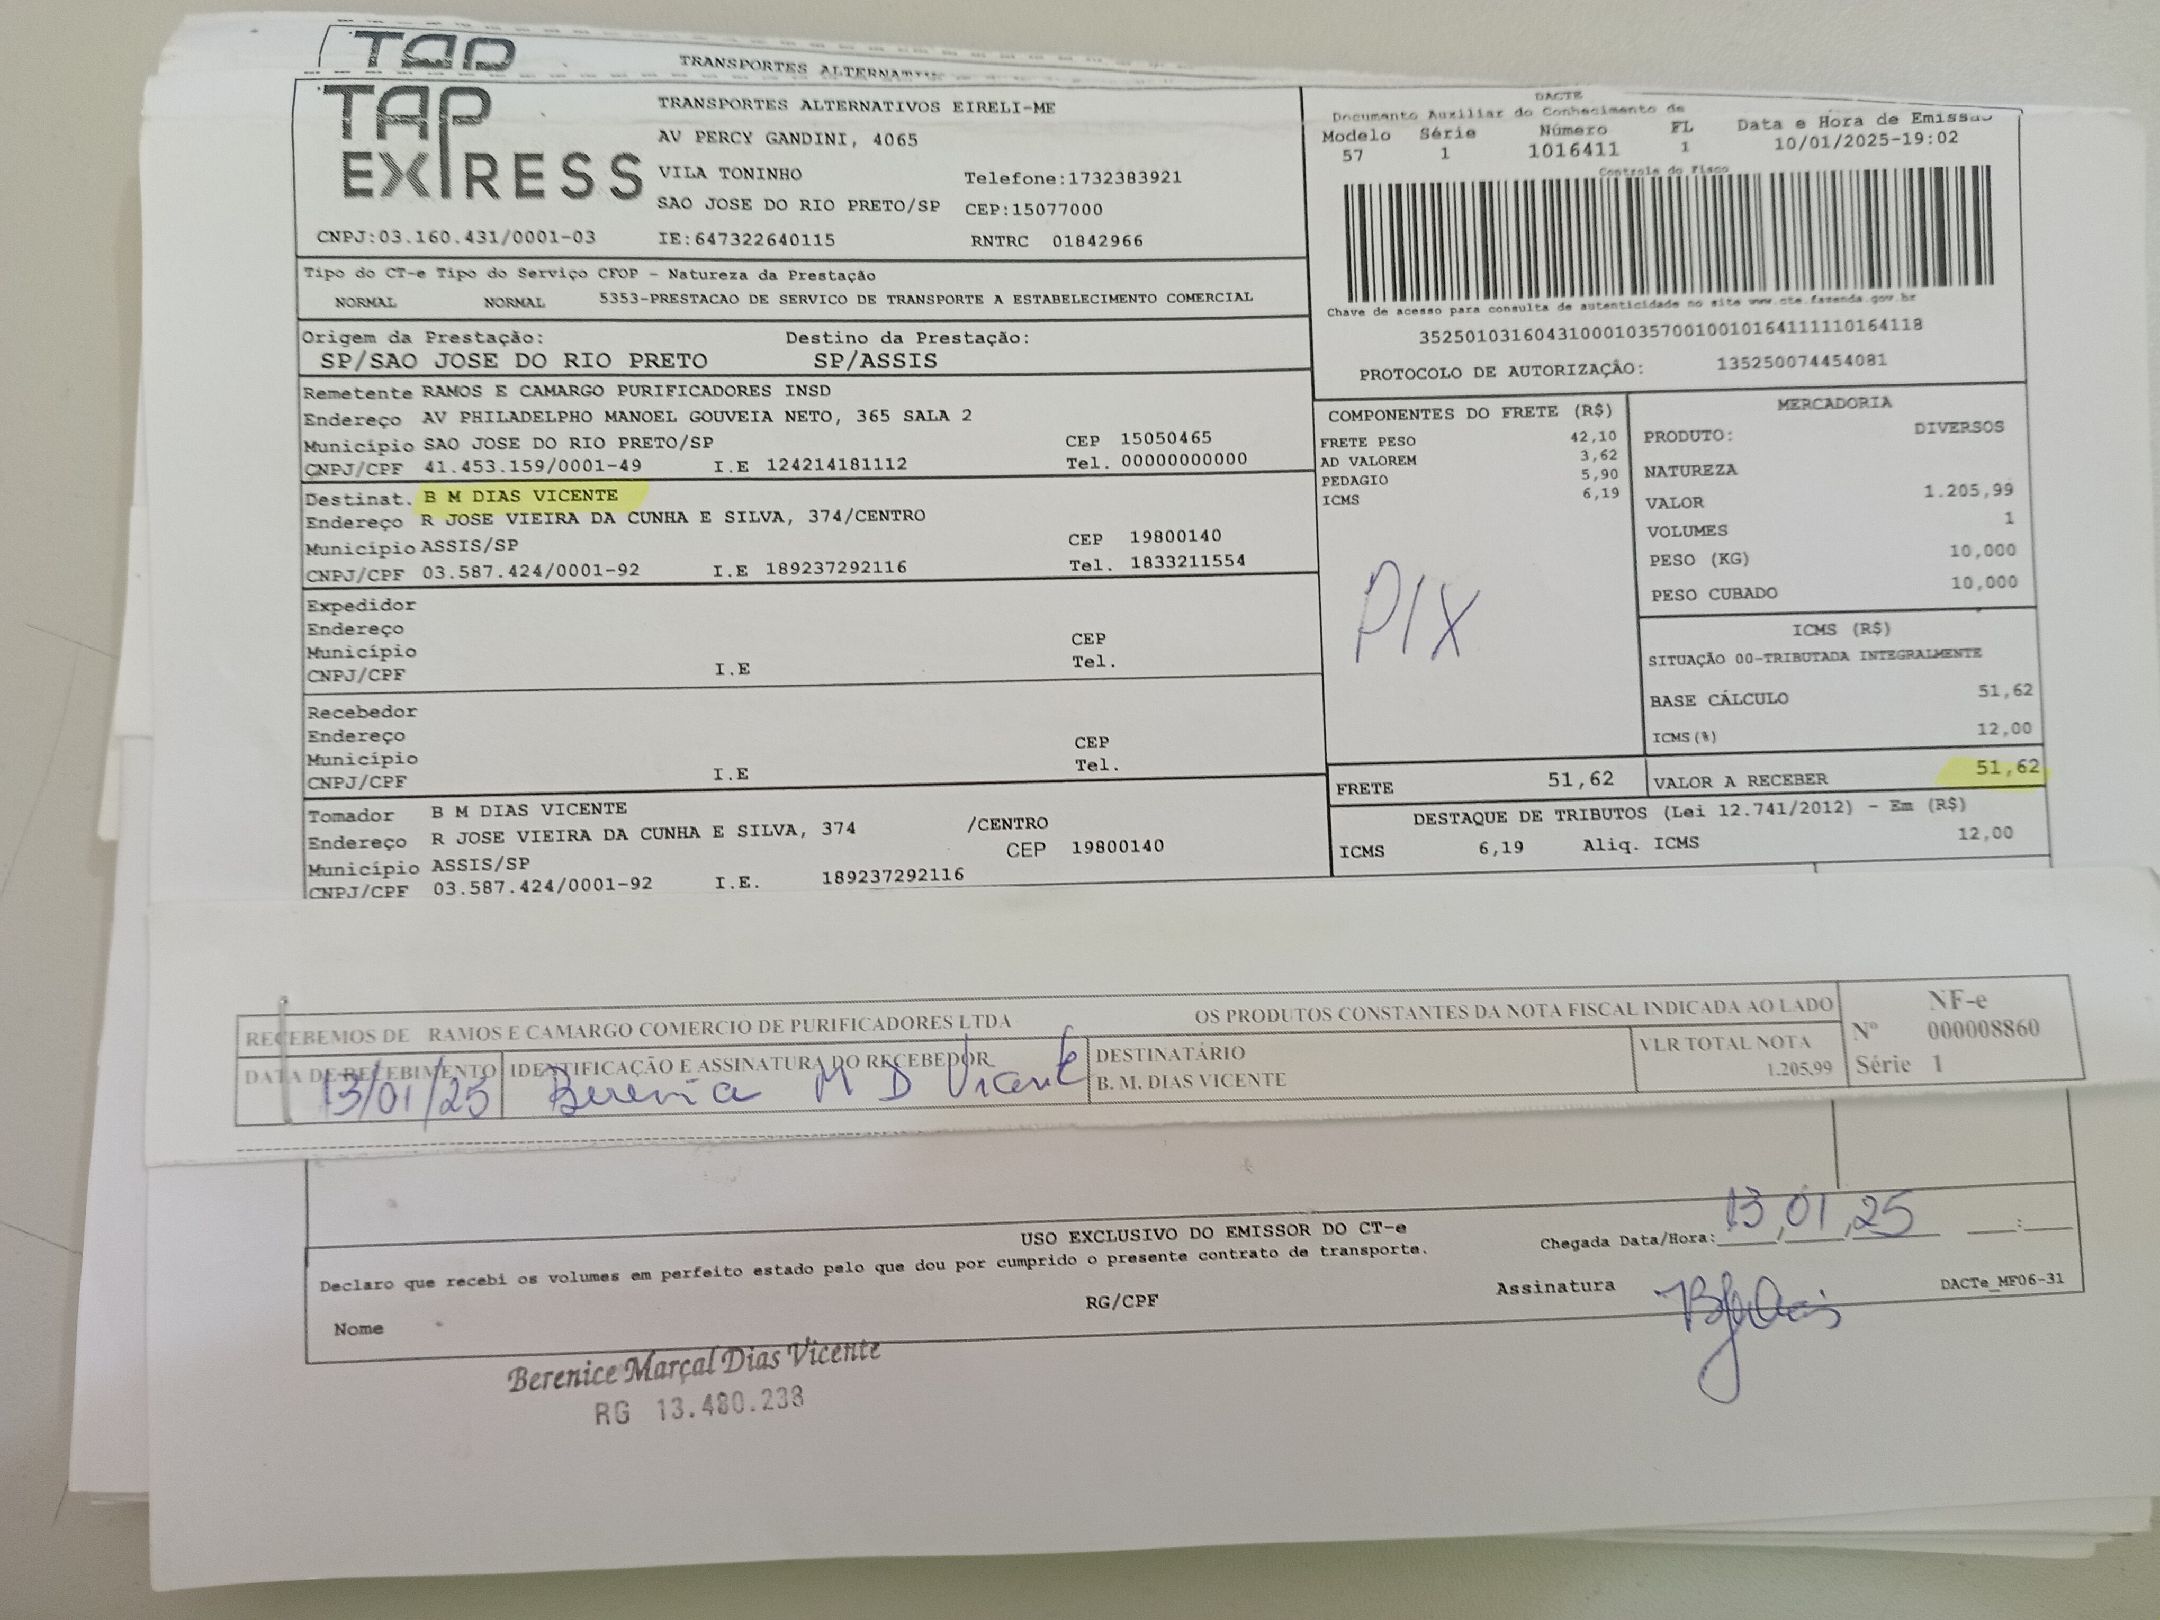 TAP
TRANSPORTES ALTERNATIV
TAP EXPRESS
TRANSPORTES ALTERNATIVOS EIRELI-ME
AV PERCY GANDINI, 4065
VILA TONINHO Telefone:1732383921
SAO JOSE DO RIO PRETO/SP CEP:15077000
CNPJ:03.160.431/0001-03 IE:647322640115 RNTRC 01842966
DACTE
Documento Auxiliar do Conhecimento de
Modelo Série Número FL Data e Hora de Emissão
57 1 1016411 1 10/01/2025-19:02
Controle do Fisco
Chave de acesso para consulta de autenticidade no site www.cte.fazenda.gov.br
35250103160431000103570010010164111110164118
PROTOCOLO DE AUTORIZAÇÃO: 135250074454081
Tipo do CT-e Tipo do Serviço CFOP - Natureza da Prestação
NORMAL NORMAL 5353-PRESTACAO DE SERVICO DE TRANSPORTE A ESTABELECIMENTO COMERCIAL
Origem da Prestação: Destino da Prestação:
SP/SAO JOSE DO RIO PRETO SP/ASSIS
Remetente RAMOS E CAMARGO PURIFICADORES INSD
Endereço AV PHILADELPHO MANOEL GOUVEIA NETO, 365 SALA 2
Município SAO JOSE DO RIO PRETO/SP CEP 15050465
CNPJ/CPF 41.453.159/0001-49 I.E 124214181112 Tel. 00000000000
Destinat. B M DIAS VICENTE
Endereço R JOSE VIEIRA DA CUNHA E SILVA, 374/CENTRO
Município ASSIS/SP CEP 19800140
CNPJ/CPF 03.587.424/0001-92 I.E 189237292116 Tel. 1833211554
Expedidor
Endereço
Município CEP
CNPJ/CPF I.E Tel.
Recebedor
Endereço
Município CEP
CNPJ/CPF I.E Tel.
Tomador B M DIAS VICENTE
Endereço R JOSE VIEIRA DA CUNHA E SILVA, 374 /CENTRO
Município ASSIS/SP CEP 19800140
CNPJ/CPF 03.587.424/0001-92 I.E. 189237292116
COMPONENTES DO FRETE (R$)
FRETE PESO 42,10
AD VALOREM 3,62
PEDAGIO 5,90
ICMS 6,19
PIX
MERCADORIA
PRODUTO: DIVERSOS
NATUREZA
VALOR 1.205,99
VOLUMES 1
PESO (KG) 10,000
PESO CUBADO 10,000
ICMS (R$)
SITUAÇÃO 00-TRIBUTADA INTEGRALMENTE
BASE CÁLCULO 51,62
ICMS(%) 12,00
FRETE 51,62 VALOR A RECEBER 51,62
DESTAQUE DE TRIBUTOS (Lei 12.741/2012) - Em (R$)
ICMS 6,19 Aliq. ICMS 12,00
RECEBEMOS DE RAMOS E CAMARGO COMERCIO DE PURIFICADORES LTDA OS PRODUTOS CONSTANTES DA NOTA FISCAL INDICADA AO LADO
DATA DE RECEBIMENTO IDENTIFICAÇÃO E ASSINATURA DO RECEBEDOR
13/01/25 Berenice M D Vicente
DESTINATÁRIO
B. M. DIAS VICENTE
VLR TOTAL NOTA
1.205,99
NF-e
Nº 000008860
Série 1
USO EXCLUSIVO DO EMISSOR DO CT-e
Declaro que recebi os volumes em perfeito estado pelo que dou por cumprido o presente contrato de transporte.
Chegada Data/Hora: 13,01,25 __:__
Nome RG/CPF Assinatura DACTe_MF06-31
Berenice Marçal Dias Vicente
RG 13.480.238